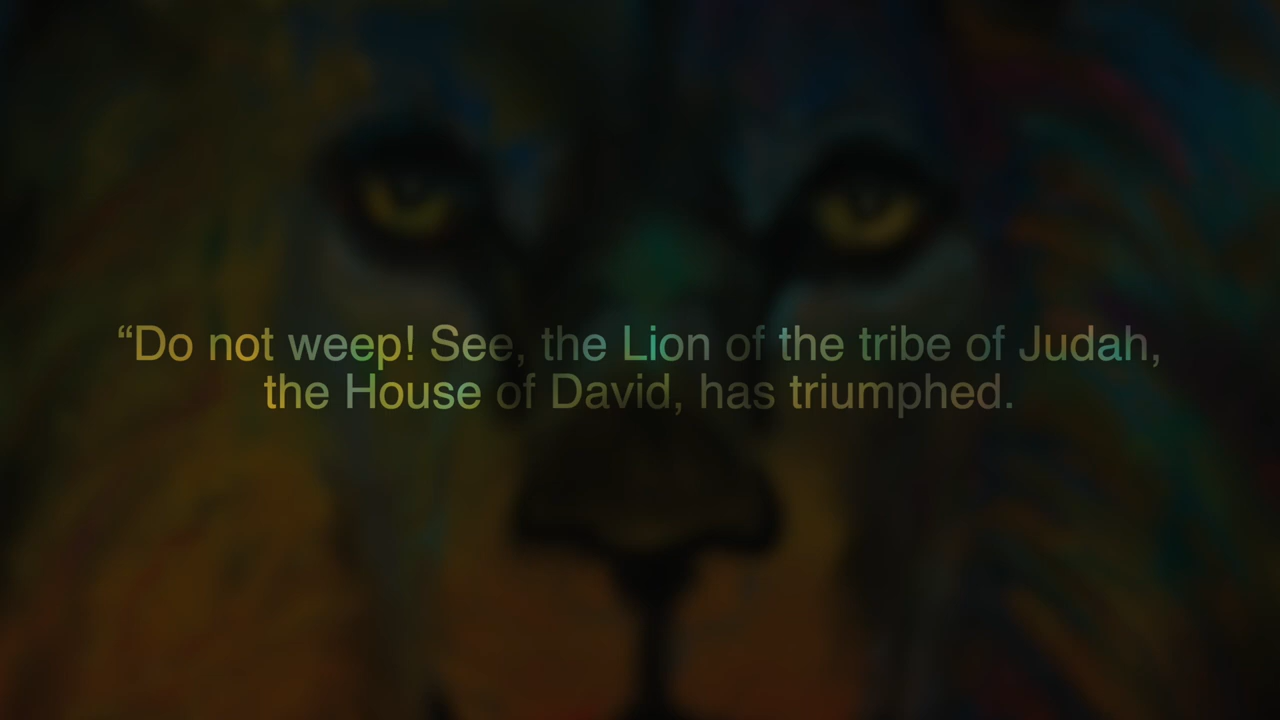 “Do not weep! See, the Lion of the tribe of Judah,
the House of David, has triumphed.